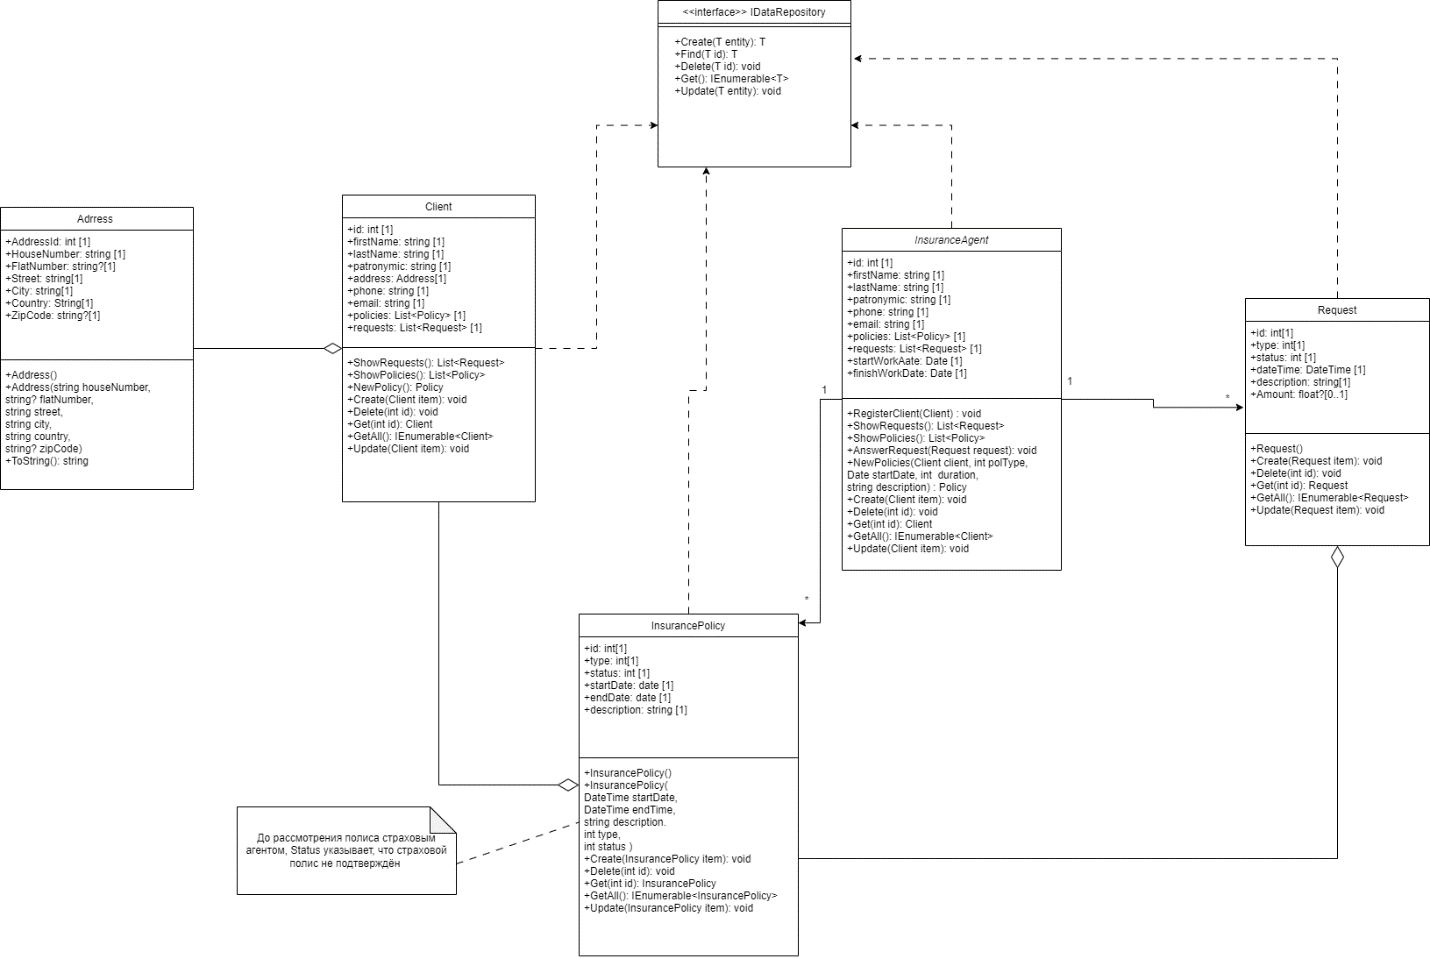 <<interface>> IDataRepository
+Create(T entity): T
+Find(T id): T
+Delete(T id): void
+Get(): IEnumerable<T>
+Update(T entity): void
Adrress
+AddressId: int [1]
+HouseNumber: string [1]
+FlatNumber: string?[1]
+Street: string[1]
+City: string[1]
+Country: String[1]
+ZipCode: string?[1]
+Address()
+Address(string houseNumber,
string? flatNumber,
string street,
string city,
string country,
string? zipCode)
+ToString(): string
Client
+id: int [1]
+firstName: string [1]
+lastName: string [1]
+patronymic: string [1]
+address: Address[1]
+phone: string [1]
+email: string [1]
+policies: List<Policy> [1]
+requests: List<Request> [1]
+ShowRequests(): List<Request>
+ShowPolicies(): List<Policy>
+NewPolicy(): Policy
+Create(Client item): void
+Delete(int id): void
+Get(int id): Client
+GetAll(): IEnumerable<Client>
+Update(Client item): void
InsuranceAgent
+id: int [1]
+firstName: string [1]
+lastName: string [1]
+patronymic: string [1]
+phone: string [1]
+email: string [1]
+policies: List<Policy> [1]
+requests: List<Request> [1]
+startWorkAate: Date [1]
+finishWorkDate: Date [1]
+RegisterClient(Client) : void
+ShowRequests(): List<Request>
+ShowPolicies(): List<Policy>
+AnswerRequest(Request request): void
+NewPolicies(Client client, int polType,
Date startDate, int  duration,
string description) : Policy
+Create(Client item): void
+Delete(int id): void
+Get(int id): Client
+GetAll(): IEnumerable<Client>
+Update(Client item): void
1
*
1
*
Request
+id: int[1]
+type: int[1]
+status: int [1]
+dateTime: DateTime [1]
+description: string[1]
+Amount: float?[0..1]
+Request()
+Create(Request item): void
+Delete(int id): void
+Get(int id): Request
+GetAll(): IEnumerable<Request>
+Update(Request item): void
InsurancePolicy
+id: int[1]
+type: int[1]
+status: int [1]
+startDate: date [1]
+endDate: date [1]
+description: string [1]
+InsurancePolicy()
+InsurancePolicy(
DateTime startDate,
DateTime endTime,
string description.
int type,
int status )
+Create(InsurancePolicy item): void
+Delete(int id): void
+Get(int id): InsurancePolicy
+GetAll(): IEnumerable<InsurancePolicy>
+Update(InsurancePolicy item): void
До рассмотрения полиса страховым
агентом, Status указывает, что страховой
полис не подтверждён